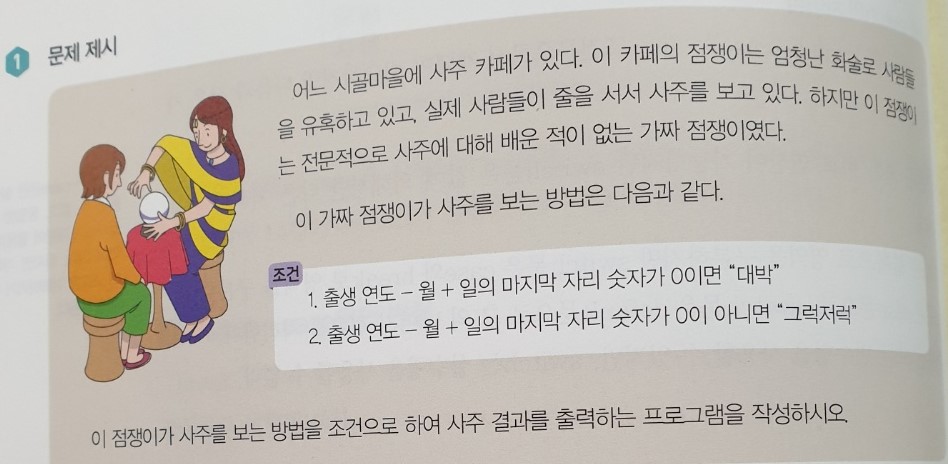 1 문제 제시
어느 시골마을에 사주 카페가 있다. 이 카페의 점쟁이는 엄청난 화술로 사람들
을 유혹하고 있고, 실제 사람들이 줄을 서서 사주를 보고 있다. 하지만 이 점쟁이
는 전문적으로 사주에 대해 배운 적이 없는 가짜 점쟁이였다.
이 가짜 점쟁이가 사주를 보는 방법은 다음과 같다.
조건
1. 출생 연도 – 월 + 일의 마지막 자리 숫자가 0이면 “대박”
2. 출생 연도 – 월 + 일의 마지막 자리 숫자가 0이 아니면 “그럭저럭”
이 점쟁이가 사주를 보는 방법을 조건으로 하여 사주 결과를 출력하는 프로그램을 작성하시오.